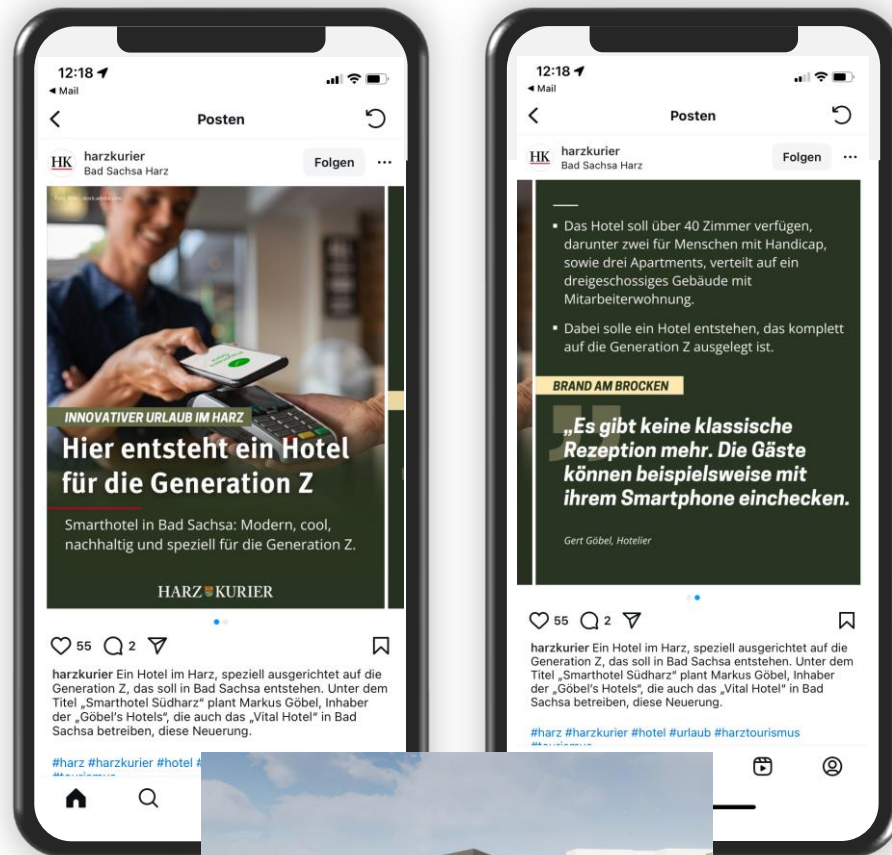 12:18
Mail
Posten
HK
harzkurier
Bad Sachsa Harz
Folgen
INNOVATIVER URLAUB IM HARZ
Hier entsteht ein Hotel
für die Generation Z
Smarthotel in Bad Sachsa: Modern, cool,
nachhaltig und speziell für die Generation Z.
HARZ KURIER
55 2
harzkurier Ein Hotel im Harz, speziell ausgerichtet auf die
Generation Z, das soll in Bad Sachsa entstehen. Unter dem
Titel „Smarthotel Südharz“ plant Markus Göbel, Inhaber
der „Göbel's Hotels“, die auch das „Vital Hotel“ in Bad
Sachsa betreiben, diese Neuerung.
#harz #harzkurier #hotel #
12:18
Mail
Posten
HK
harzkurier
Bad Sachsa Harz
Folgen
▪ Das Hotel soll über 40 Zimmer verfügen,
darunter zwei für Menschen mit Handicap,
sowie drei Apartments, verteilt auf ein
dreigeschossiges Gebäude mit
Mitarbeiterwohnung.
▪ Dabei solle ein Hotel entstehen, das komplett
auf die Generation Z ausgelegt ist.
BRAND AM BROCKEN
„Es gibt keine klassische
Rezeption mehr. Die Gäste
können beispielsweise mit
ihrem Smartphone einchecken.
Gert Göbel, Hotelier
55 2
harzkurier Ein Hotel im Harz, speziell ausgerichtet auf die
Generation Z, das soll in Bad Sachsa entstehen. Unter dem
Titel „Smarthotel Südharz“ plant Markus Göbel, Inhaber
der „Göbel's Hotels“, die auch das „Vital Hotel“ in Bad
Sachsa betreiben, diese Neuerung.
#harz #harzkurier #hotel #urlaub #harztourismus